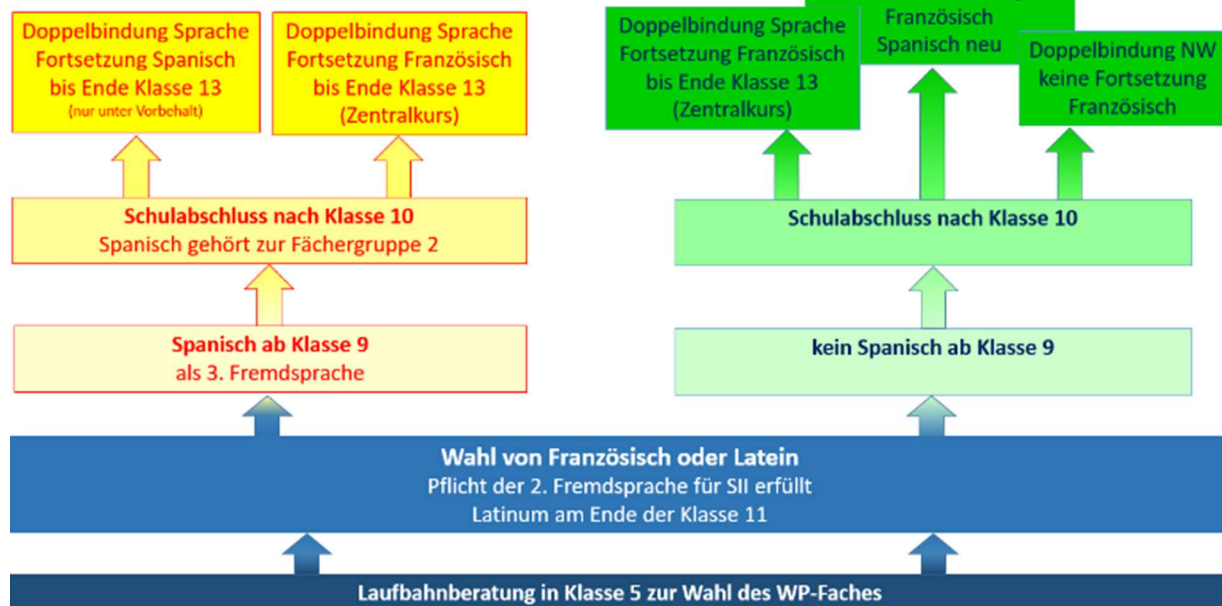 Doppelbindung Sprache
Fortsetzung Spanisch
bis Ende Klasse 13
(nur unter Vorbehalt)
Doppelbindung Sprache
Fortsetzung Französisch
bis Ende Klasse 13
(Zentralkurs)
Doppelbindung Sprache
Fortsetzung Französisch
bis Ende Klasse 13
(Zentralkurs)
Französisch
Spanisch neu
Doppelbindung NW
keine Fortsetzung
Französisch
Schulabschluss nach Klasse 10
Spanisch gehört zur Fächergruppe 2
Schulabschluss nach Klasse 10
Spanisch ab Klasse 9
als 3. Fremdsprache
kein Spanisch ab Klasse 9
Wahl von Französisch oder Latein
Pflicht der 2. Fremdsprache für SII erfüllt
Latinum am Ende der Klasse 11
Laufbahnberatung in Klasse 5 zur Wahl des WP-Faches